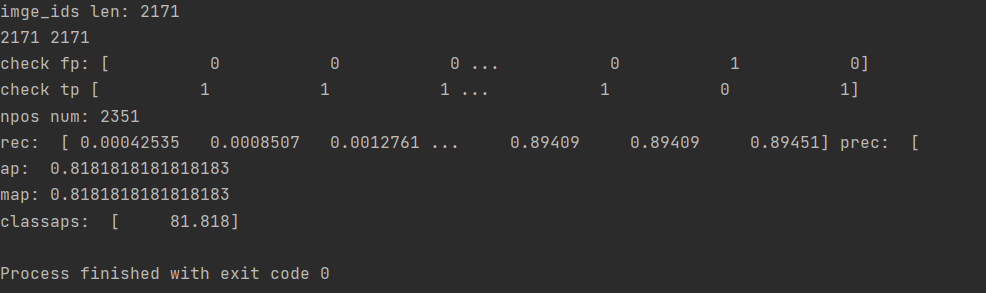 imge_ids len: 2171
2171 2171
check fp: [          0           0           0 ...           0           1           0]
check tp [          1           1           1 ...           1           0           1]
npos num: 2351
rec:  [ 0.00042535   0.0008507   0.0012761 ...     0.89409     0.89409     0.89451] prec:  [
ap:  0.8181818181818183
map: 0.8181818181818183
classaps:  [     81.818]
Process finished with exit code 0